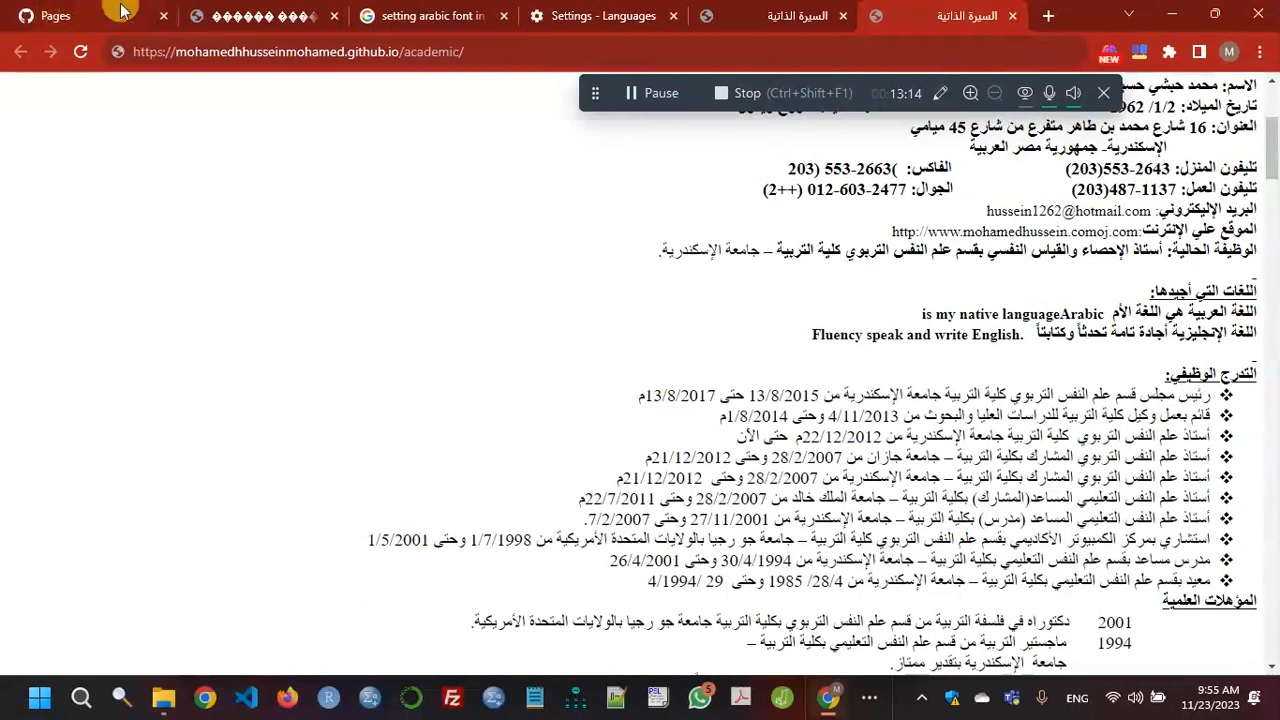 Pages
������ ����
setting arabic font in
Settings - Languages
السيرة الذاتية
السيرة الذاتية
https://mohamedhhusseinmohamed.github.io/academic/
NEW
M
Pause
Stop (Ctrl+Shift+F1)
13:14
الاسم: محمد حبشي
تاريخ الميلاد: 1/2/
العنوان: 16 شارع محمد بن طاهر متفرع من شارع 45 ميامي
الإسكندرية- جمهورية مصر العربية
تليفون المنزل: 2643-553(203) الفاكس: )2663-553 (203
تليفون العمل: 1137-487(203) الجوال: 2477-603-012 (++2)
البريد الإليكتروني: hussein1262@hotmail.com
الموقع علي الإنترنت:http://www.mohamedhussein.comoj.com
الوظيفة الحالية: أستاذ الإحصاء والقياس النفسي بقسم علم النفس التربوي كلية التربية – جامعة الإسكندرية.
اللغات التي أجيدها:
اللغة العربية هي اللغة الأم is my native languageArabic
اللغة الإنجليزية أجادة تامة تحدثاً وكتابتاً Fluency speak and write English.
التدرج الوظيفي:
❖ رئيس مجلس قسم علم النفس التربوي كلية التربية جامعة الإسكندرية من 13/8/2015 حتى 13/8/2017م
❖ قائم بعمل وكيل كلية التربية للدراسات العليا والبحوث من 4/11/2013 وحتى 1/8/2014م
❖ أستاذ علم النفس التربوي كلية التربية جامعة الإسكندرية من 22/12/2012م حتى الأن
❖ أستاذ علم النفس التربوي المشارك بكلية التربية – جامعة جازان من 28/2/2007 وحتى 21/12/2012م
❖ أستاذ علم النفس التربوي المشارك بكلية التربية – جامعة الإسكندرية من 28/2/2007 وحتى 21/12/2012م
❖ أستاذ علم النفس التعليمي المساعد(المشارك) بكلية التربية – جامعة الملك خالد من 28/2/2007 وحتى 22/7/2011م
❖ أستاذ علم النفس التعليمي المساعد (مدرس) بكلية التربية – جامعة الإسكندرية من 27/11/2001 وحتى 7/2/2007.
❖ استشاري بمركز الكمبيوتر الأكاديمي بقسم علم النفس التربوي كلية التربية – جامعة جو رجيا بالولايات المتحدة الأمريكية من 1/7/1998 وحتى 1/5/2001
❖ مدرس مساعد بقسم علم النفس التعليمي بكلية التربية – جامعة الإسكندرية من 30/4/1994 وحتى 26/4/2001
❖ معيد بقسم علم النفس التعليمي بكلية التربية – جامعة الإسكندرية من 28/4/ 1985 وحتى 29 /4/1994
المؤهلات العلمية
2001 دكتوراه في فلسفة التربية من قسم علم النفس التربوي بكلية التربية جامعة جو رجيا بالولايات المتحدة الأمريكية.
1994 ماجستير التربية من قسم علم النفس التعليمي بكلية التربية –
جامعة الإسكندرية بتقدير ممتاز.
5
ENG
9:55 AM
11/23/2023